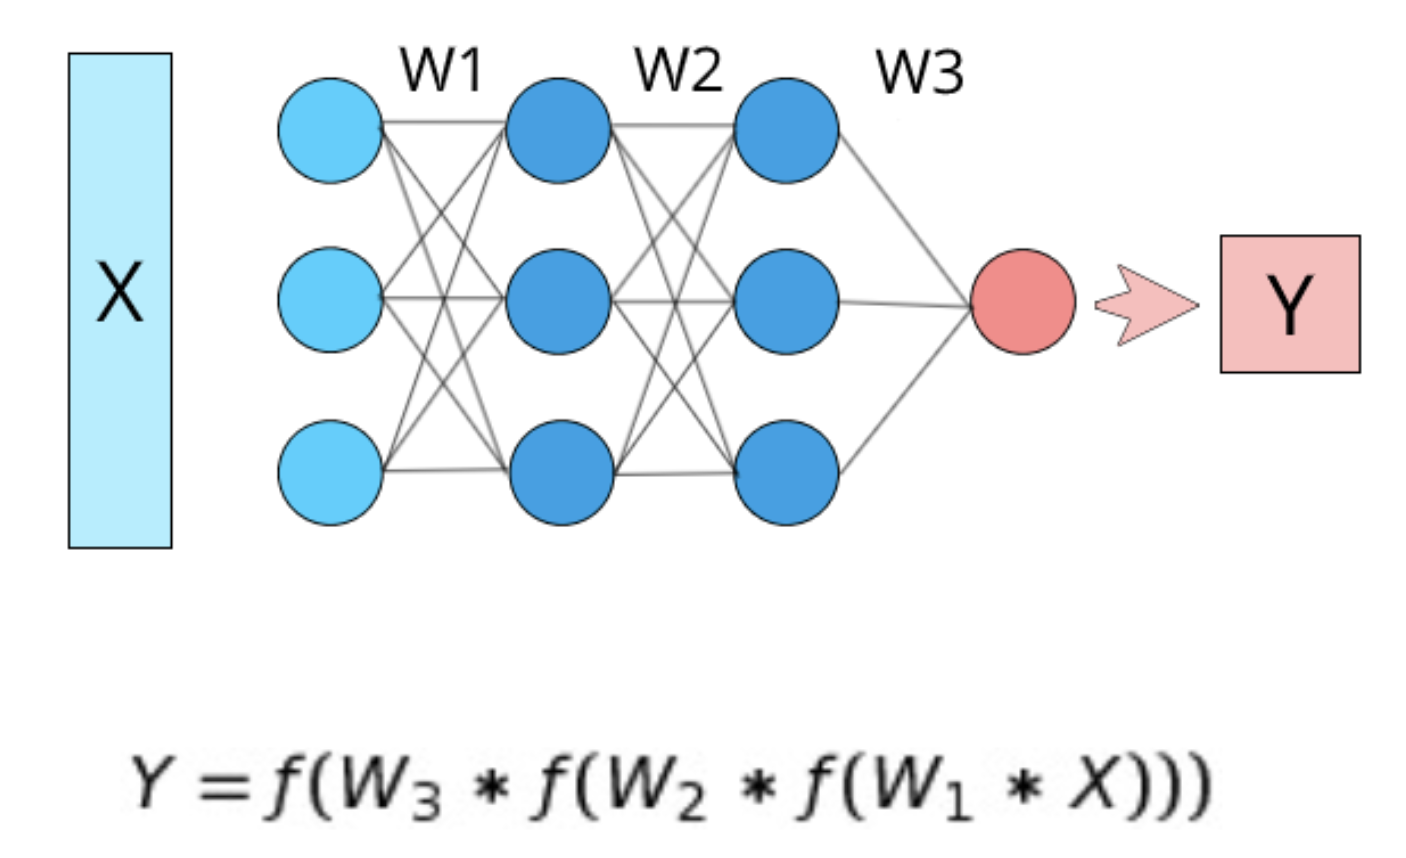 W1 W2 W3
X
Y
Y = f(W₃ * f(W₂ * f(W₁ * X)))